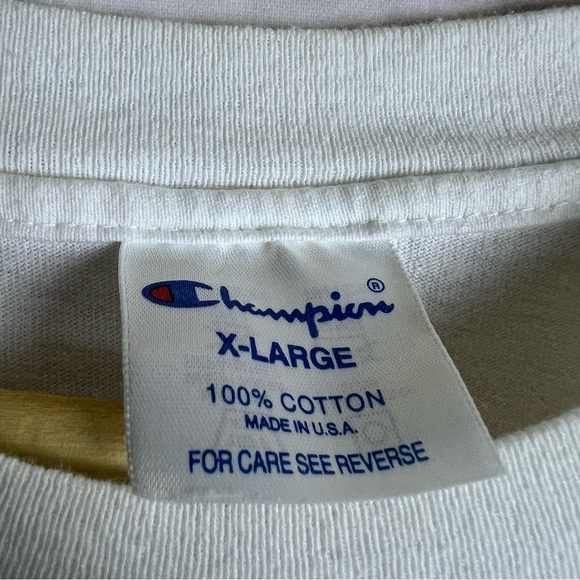 Champion®
X-LARGE
100% COTTON
MADE IN U.S.A.
FOR CARE SEE REVERSE